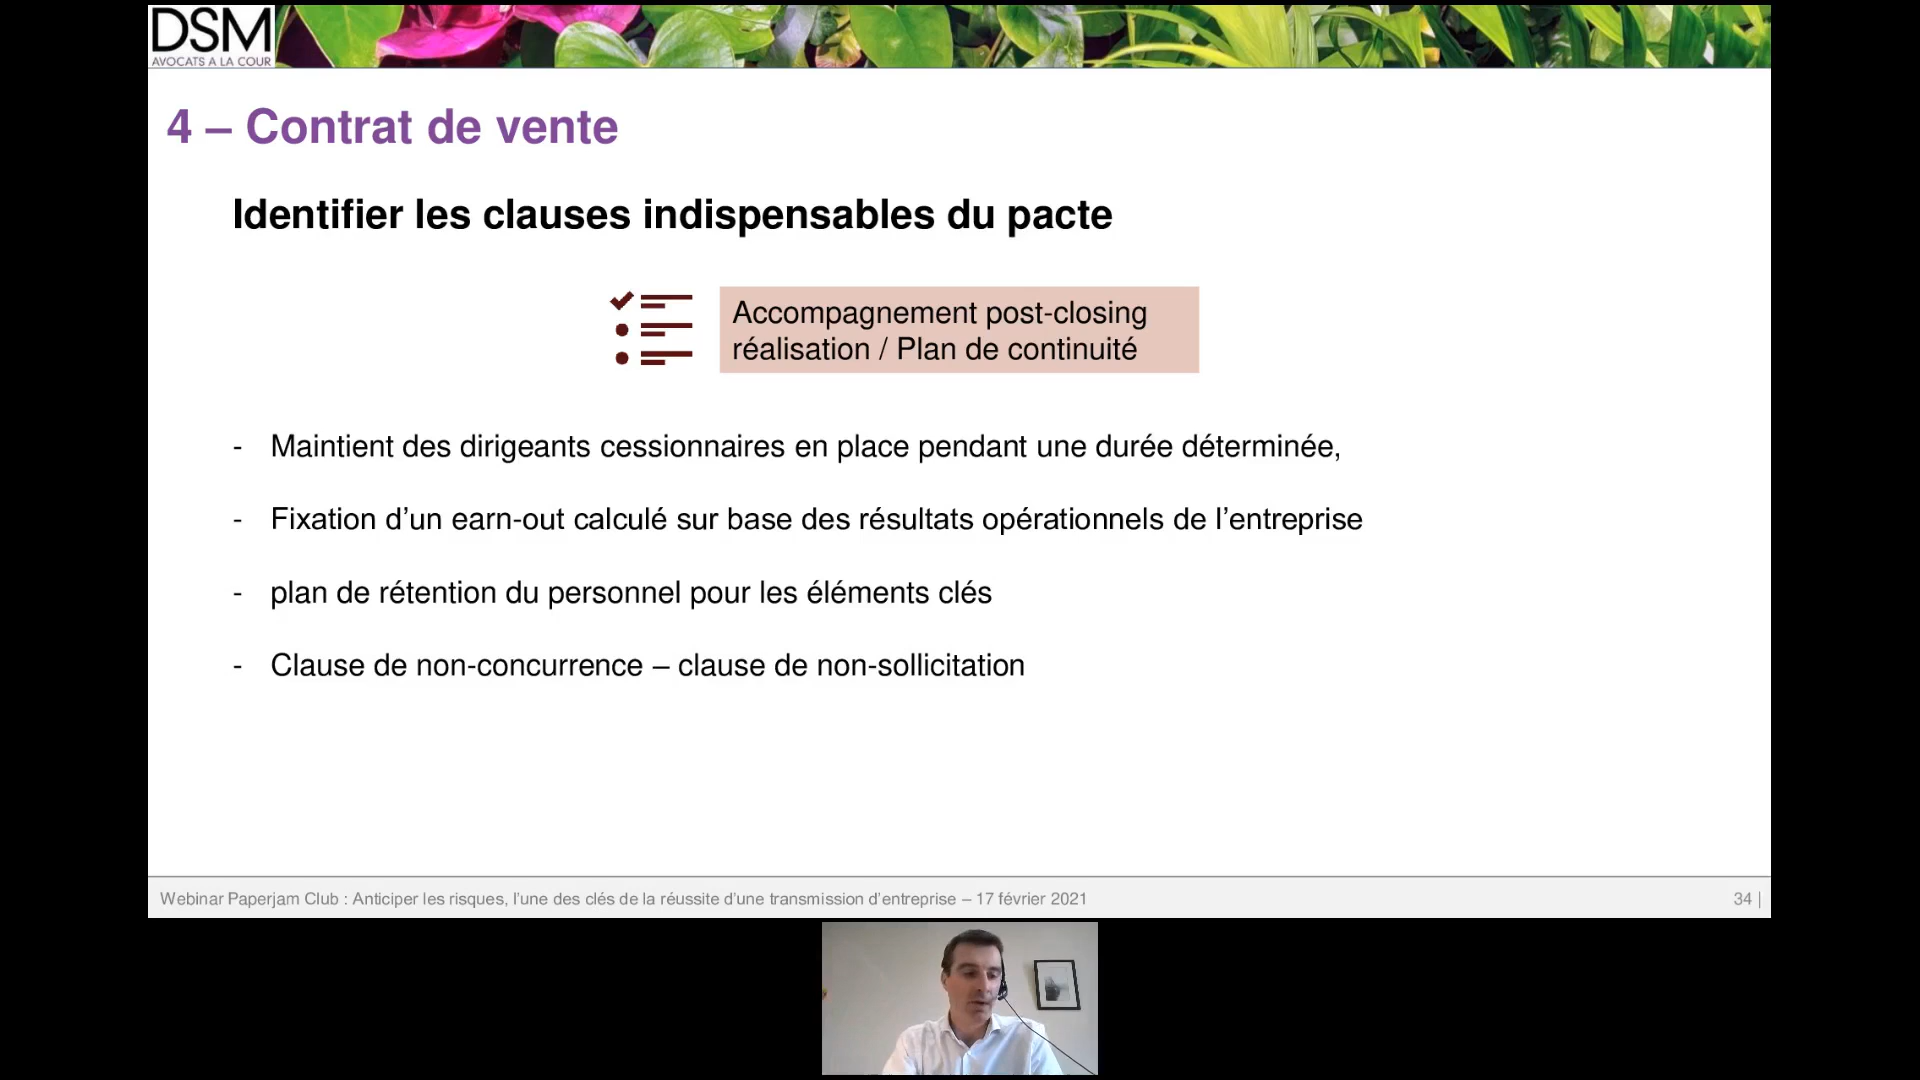 DSM
AVOCATS A LA COUR
4 – Contrat de vente
Identifier les clauses indispensables du pacte
Accompagnement post-closing
réalisation / Plan de continuité
- Maintient des dirigeants cessionnaires en place pendant une durée déterminée,
- Fixation d’un earn-out calculé sur base des résultats opérationnels de l’entreprise
- plan de rétention du personnel pour les éléments clés
- Clause de non-concurrence – clause de non-sollicitation
Webinar Paperjam Club : Anticiper les risques, l’une des clés de la réussite d’une transmission d’entreprise – 17 février 2021
34 |